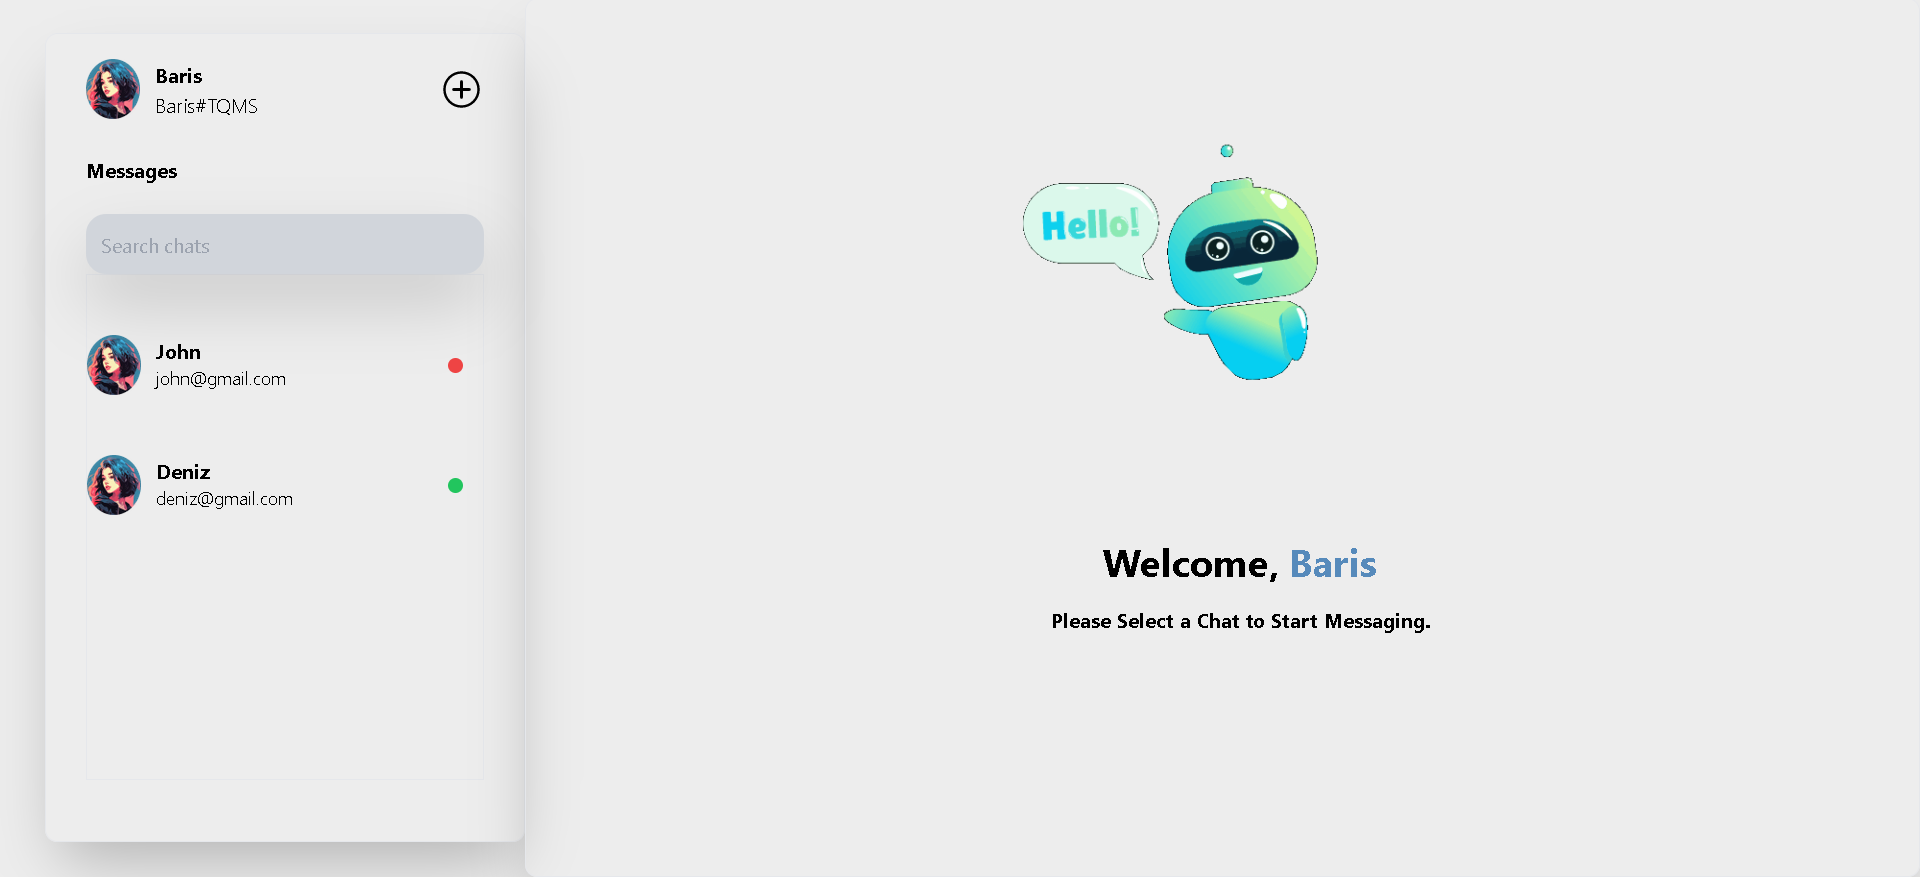 Baris
Baris#TQMS
Messages
Search chats
John
john@gmail.com
Deniz
deniz@gmail.com
Hello!
Welcome, Baris
Please Select a Chat to Start Messaging.